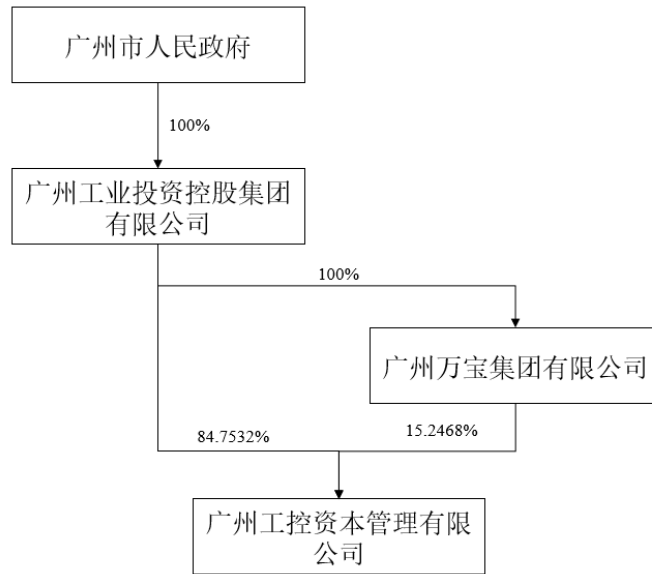 广州市人民政府
100%
广州工业投资控股集团
有限公司
100%
广州万宝集团有限公司
84.7532%
15.2468%
广州工控资本管理有限
公司